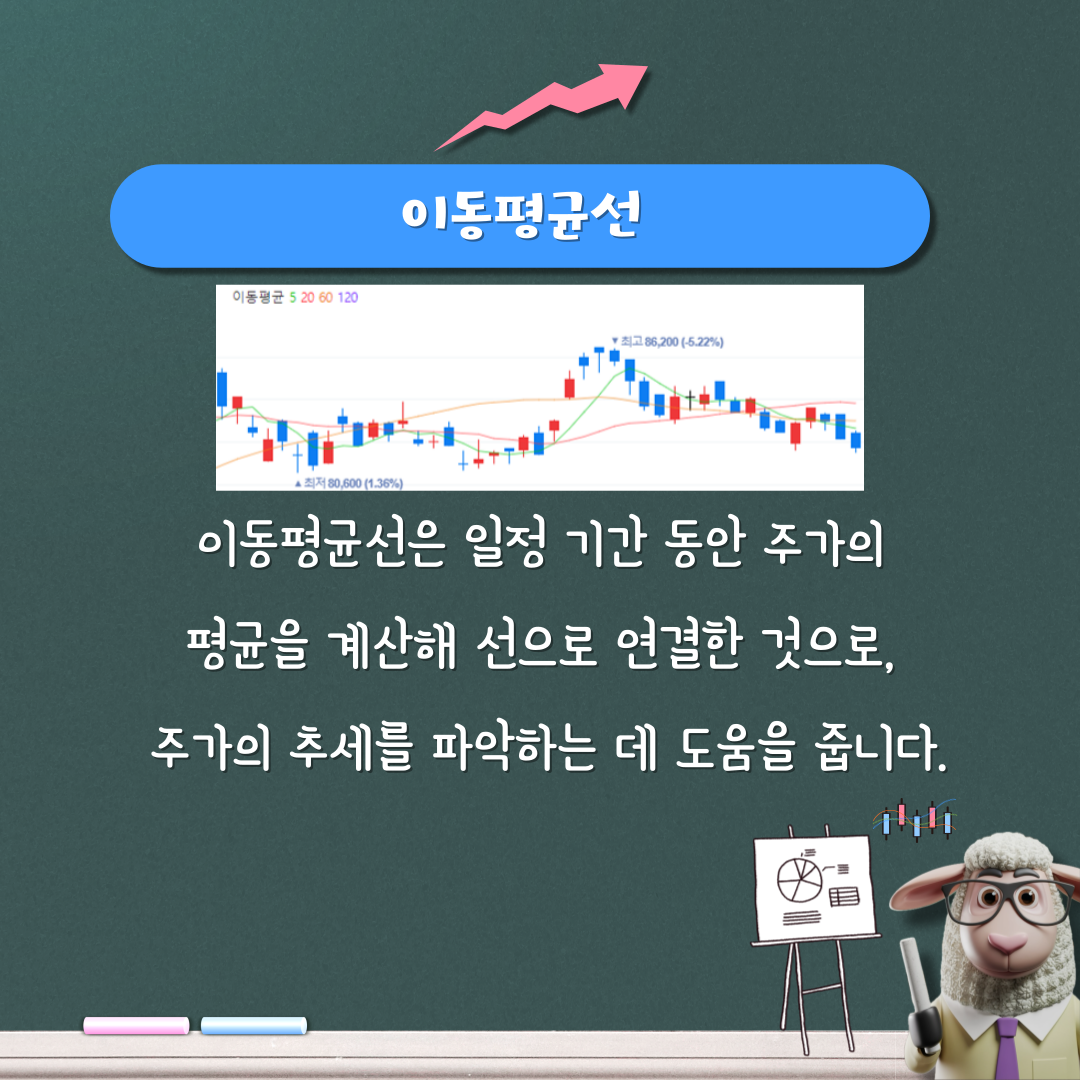 이동평균선
이동평균 5 20 60 120
▼최고 86,200 (-5.22%)
▲최저 80,600 (1.36%)
이동평균선은 일정 기간 동안 주가의
평균을 계산해 선으로 연결한 것으로,
주가의 추세를 파악하는 데 도움을 줍니다.